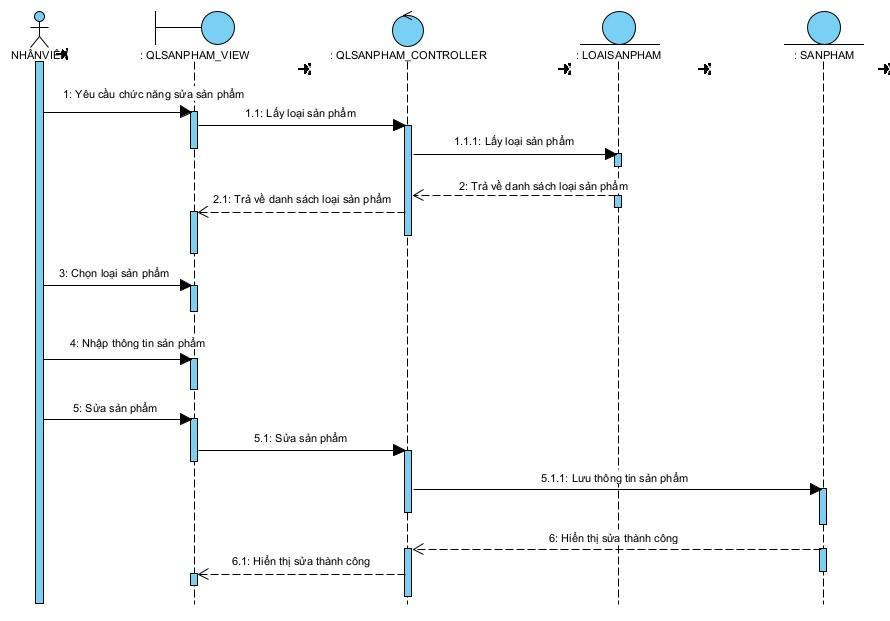 NHÂNVIÊN
: QLSANPHAM_VIEW
: QLSANPHAM_CONTROLLER
: LOAISANPHAM
: SANPHAM
1: Yêu cầu chức năng sửa sản phẩm
1.1: Lấy loại sản phẩm
1.1.1: Lấy loại sản phẩm
2: Trả về danh sách loại sản phẩm
2.1: Trả về danh sách loại sản phẩm
3: Chọn loại sản phẩm
4: Nhập thông tin sản phẩm
5: Sửa sản phẩm
5.1: Sửa sản phẩm
5.1.1: Lưu thông tin sản phẩm
6: Hiển thị sửa thành công
6.1: Hiển thị sửa thành công